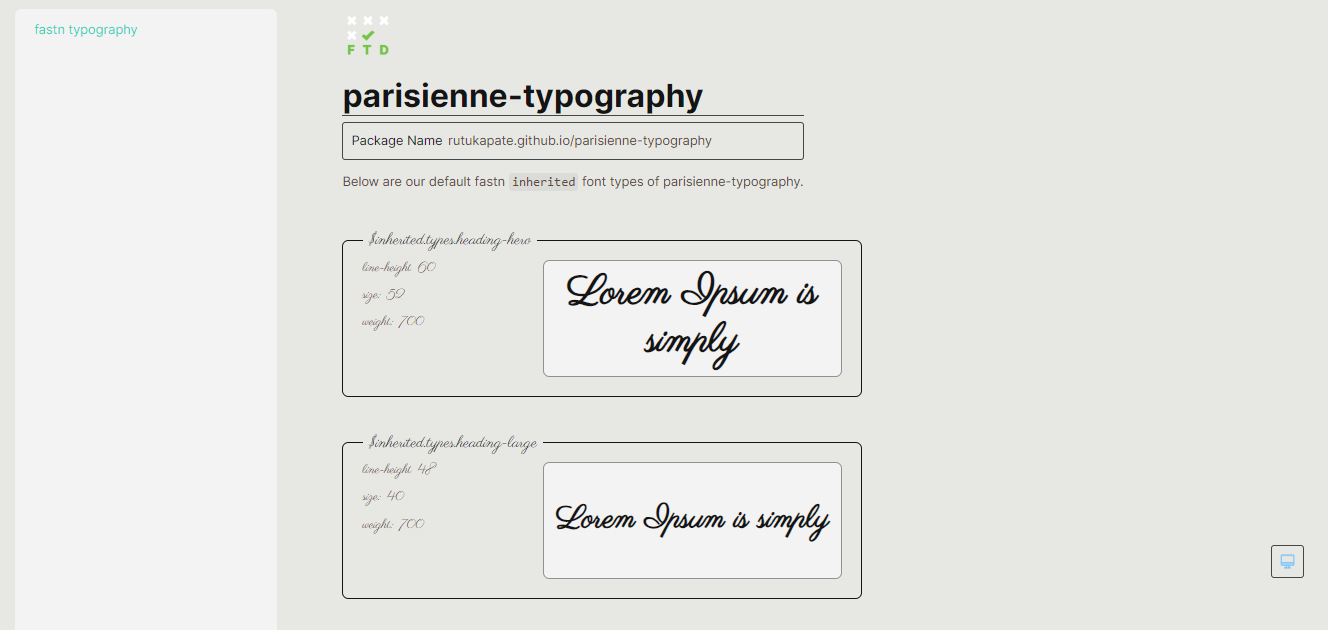 fastn typography
F T D
parisienne-typography
Package Name rutukapate.github.io/parisienne-typography
Below are our default fastn inherited font types of parisienne-typography.
$inherited.types.heading-hero
line-height: 60
size: 52
weight: 700
Lorem Ipsum is
simply
$inherited.types.heading-large
line-height: 48
size: 40
weight: 700
Lorem Ipsum is simply